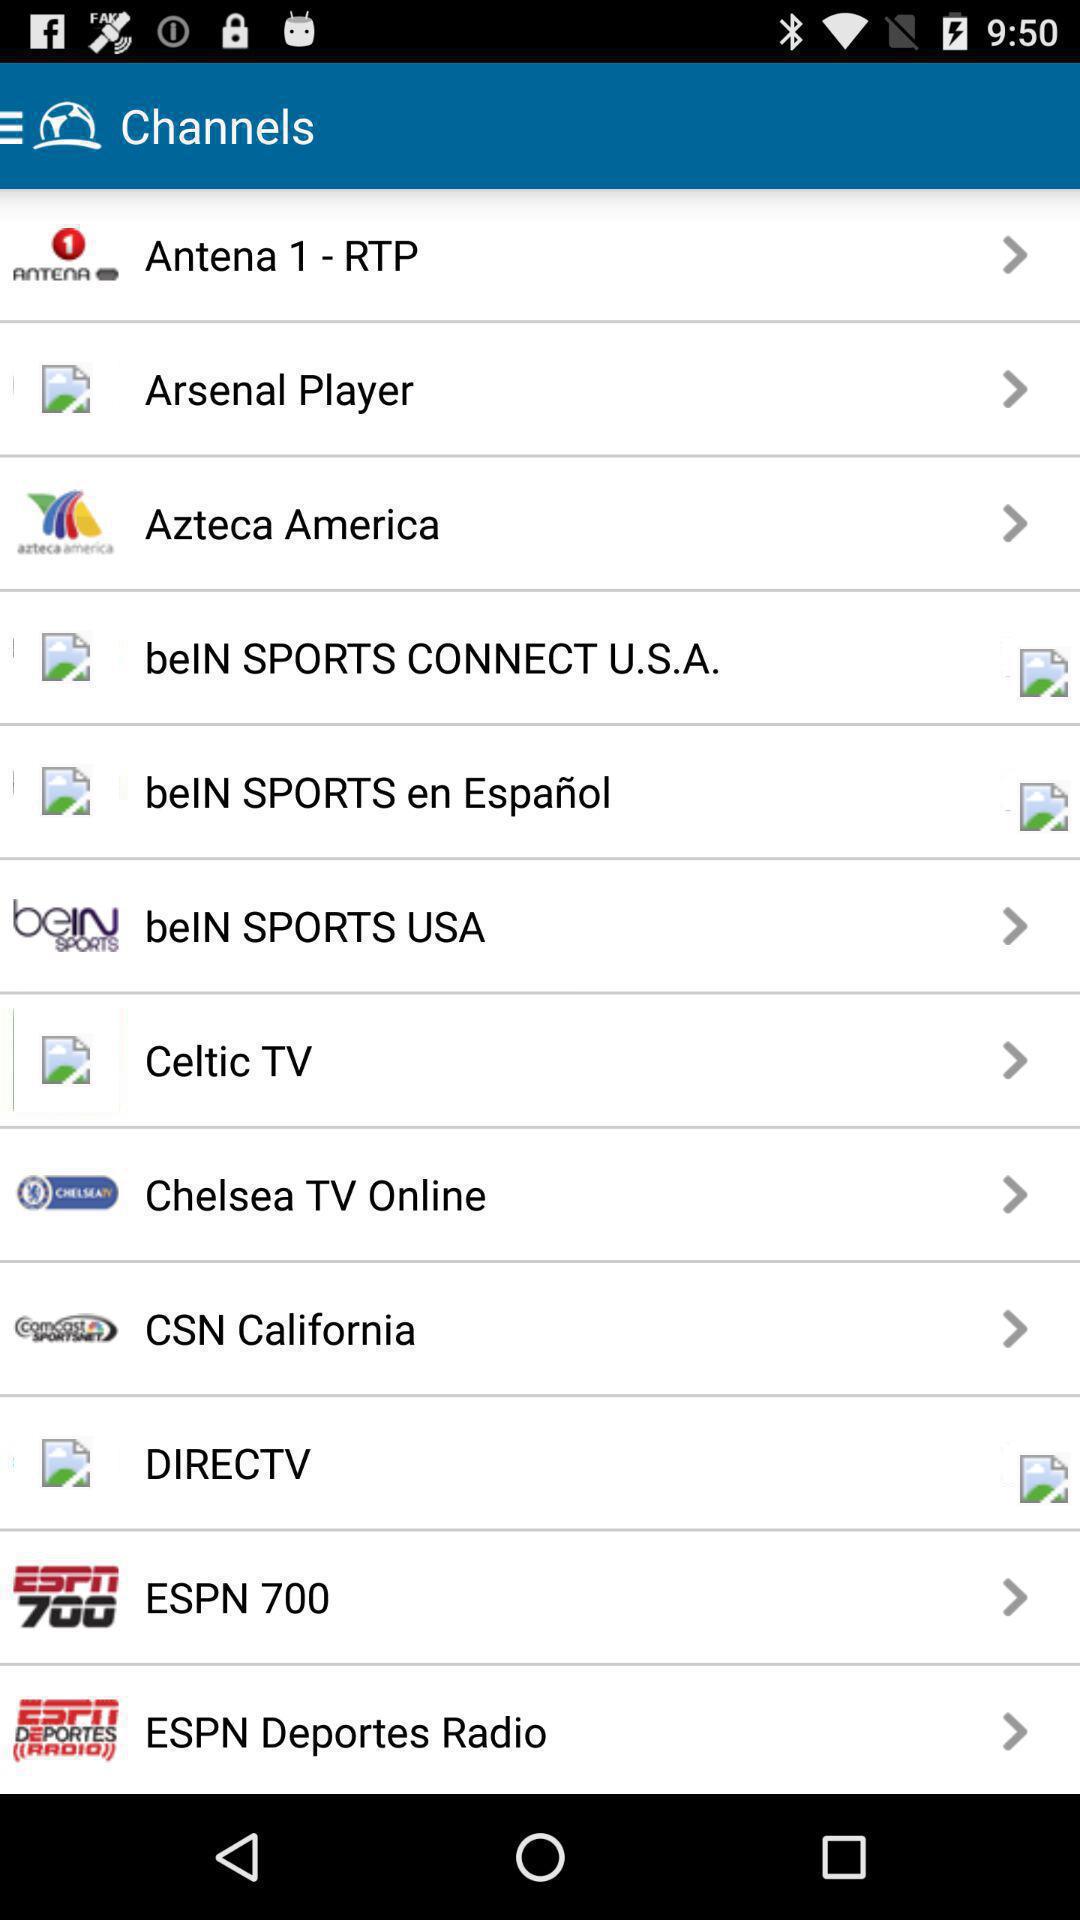 FAK
9:50
Channels
1
ANTENA
Antena 1 - RTP
Arsenal Player
azteca america
Azteca America
beIN SPORTS CONNECT U.S.A.
beIN SPORTS en Español
beIN
SPORTS
beIN SPORTS USA
Celtic TV
CHELSEA TV
Chelsea TV Online
comcast
SPORTSNET
CSN California
DIRECTV
ESPN
700
ESPN 700
ESPN
DEPORTES
((RADIO))
ESPN Deportes Radio